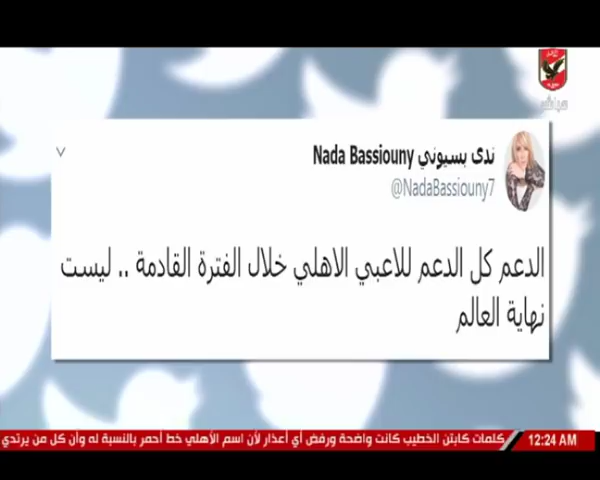 مباشر
ندى بسيوني Nada Bassiouny
@NadaBassiouny7
الدعم كل الدعم للاعبي الاهلي خلال الفترة القادمة .. ليست
نهاية العالم
كلمات كابتن الخطيب كانت واضحة ورفض أي أعذار لأن اسم الأهلي خط أحمر بالنسبة له وأن كل من يرتدي
12:24 AM